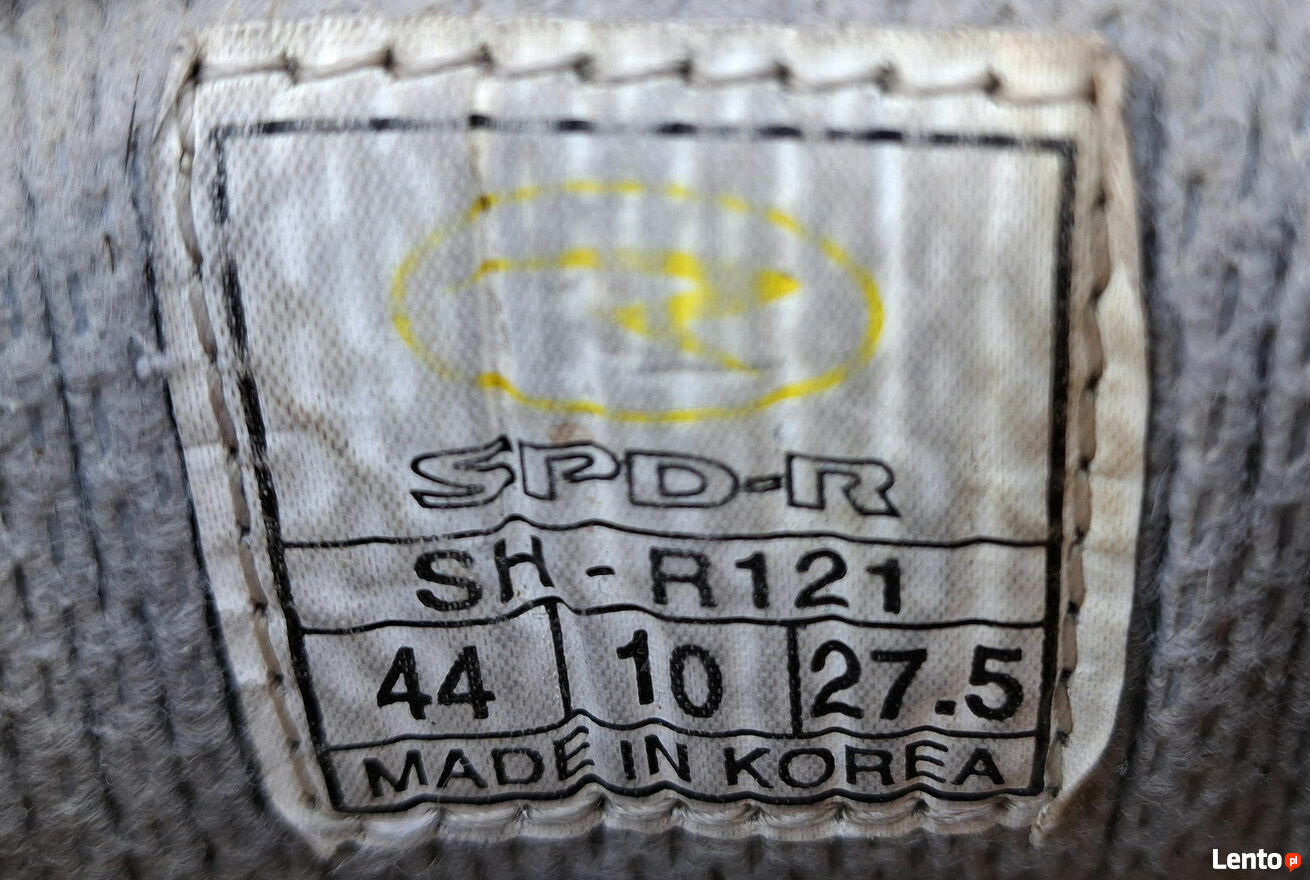 SPD-R
SH-R121
44 10 27.5
MADE IN KOREA
Lento.pl